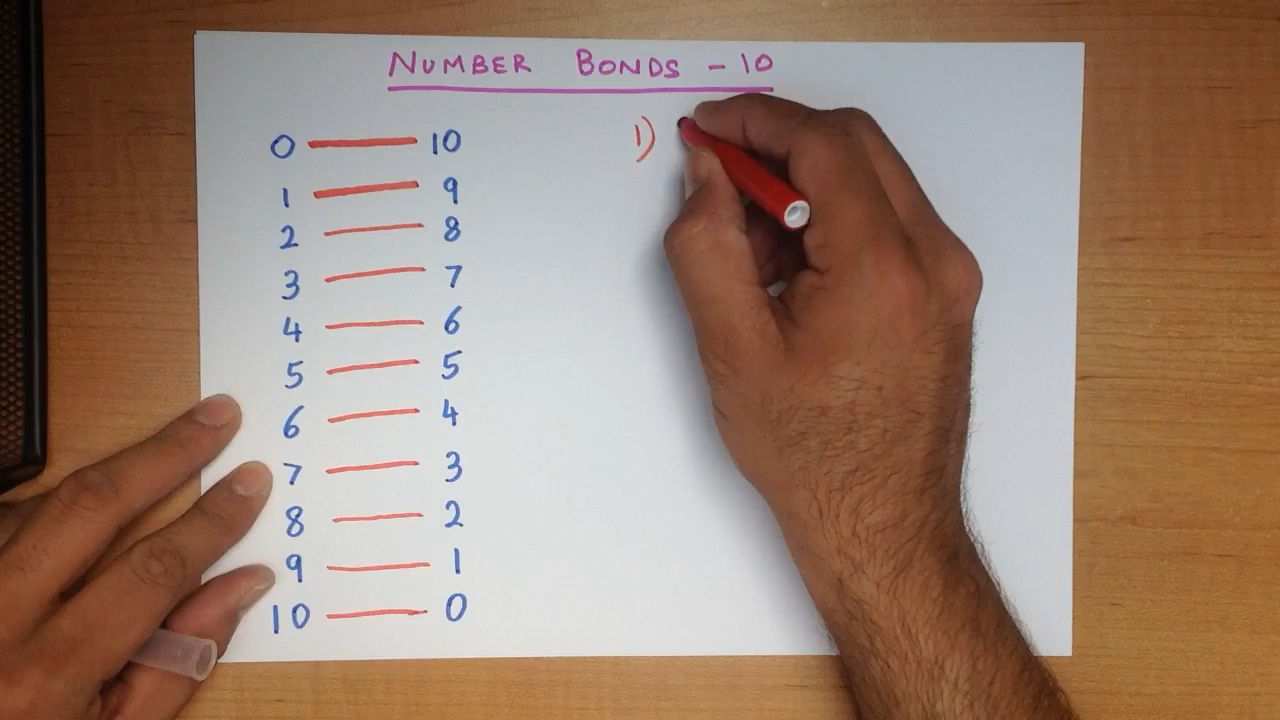 NUMBER BONDS - 10
0 — 10
1 — 9
2 — 8
3 — 7
4 — 6
5 — 5
6 — 4
7 — 3
8 — 2
9 — 1
10 — 0
1)